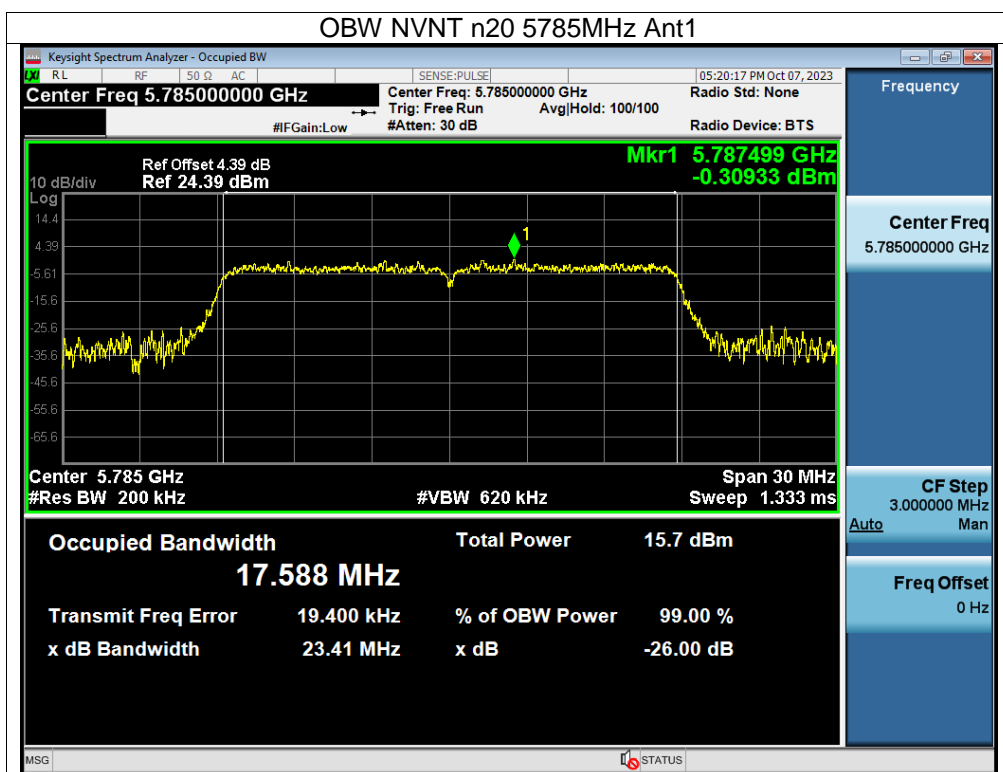 OBW NVNT n20 5785MHz Ant1
Keysight Spectrum Analyzer - Occupied BW
LXI RL RF 50 Ω AC SENSE:PULSE 05:20:17 PM Oct 07, 2023
Center Freq 5.785000000 GHz
Center Freq: 5.785000000 GHz
Radio Std: None
Trig: Free Run Avg|Hold: 100/100
#IFGain:Low
#Atten: 30 dB
Radio Device: BTS
Ref Offset 4.39 dB
Mkr1 5.787499 GHz
10 dB/div Ref 24.39 dBm
-0.30933 dBm
Log
14.4
4.39
1
-5.61
-15.6
-25.6
-35.6
-45.6
-55.6
-65.6
Center 5.785 GHz
Span 30 MHz
#Res BW 200 kHz
#VBW 620 kHz
Sweep 1.333 ms
Occupied Bandwidth
Total Power 15.7 dBm
17.588 MHz
Transmit Freq Error 19.400 kHz
% of OBW Power 99.00 %
x dB Bandwidth 23.41 MHz
x dB -26.00 dB
Frequency
Center Freq
5.785000000 GHz
CF Step
3.000000 MHz
Auto Man
Freq Offset
0 Hz
MSG
STATUS